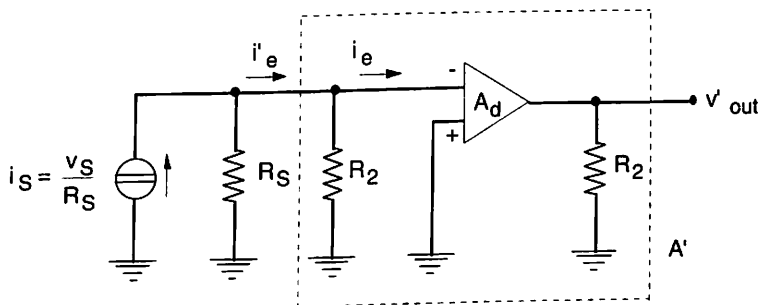 i'e
ie
-
Ad
+
v'out
iS = vS/RS
RS
R2
R2
A'